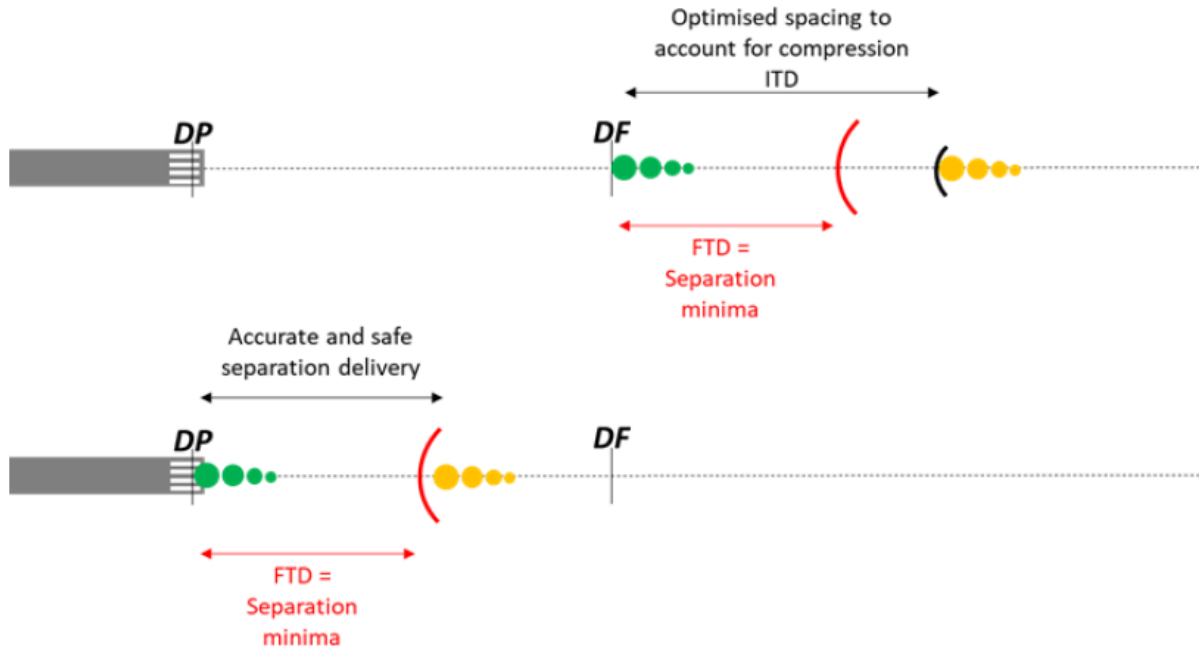 Optimised spacing to
account for compression
ITD
DP
DF
FTD =
Separation
minima
Accurate and safe
separation delivery
DP
DF
FTD =
Separation
minima